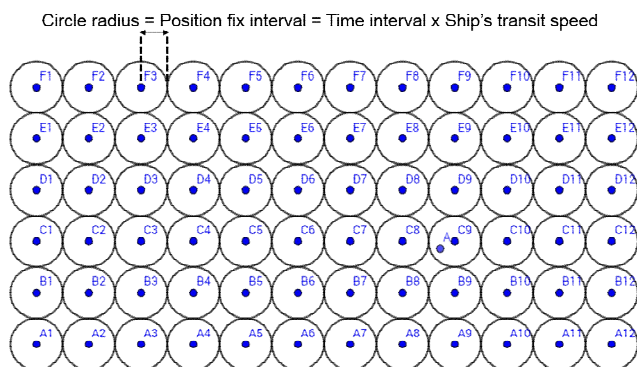 Circle radius = Position fix interval = Time interval x Ship's transit speed
F1 F2 F3 F4 F5 F6 F7 F8 F9 F10 F11 F12
E1 E2 E3 E4 E5 E6 E7 E8 E9 E10 E11 E12
D1 D2 D3 D4 D5 D6 D7 D8 D9 D10 D11 D12
C1 C2 C3 C4 C5 C6 C7 C8 A C9 C10 C11 C12
B1 B2 B3 B4 B5 B6 B7 B8 B9 B10 B11 B12
A1 A2 A3 A4 A5 A6 A7 A8 A9 A10 A11 A12